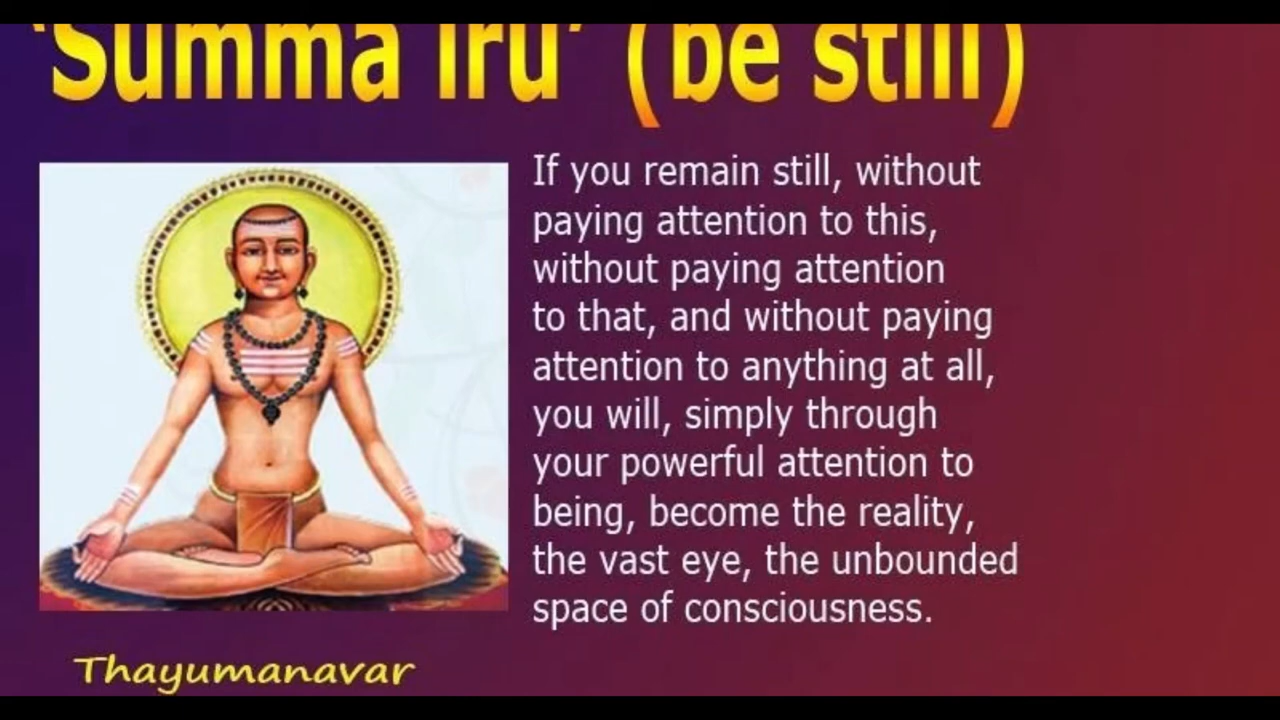 ‘Summa iru’ (be still)
If you remain still, without
paying attention to this,
without paying attention
to that, and without paying
attention to anything at all,
you will, simply through
your powerful attention to
being, become the reality,
the vast eye, the unbounded
space of consciousness.
Thayumanavar